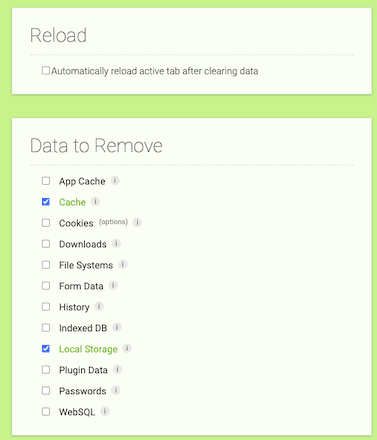 Reload
Automatically reload active tab after clearing data
Data to Remove
App Cache i
Cache i
Cookies (options) i
Downloads i
File Systems i
Form Data i
History i
Indexed DB i
Local Storage i
Plugin Data i
Passwords i
WebSQL i